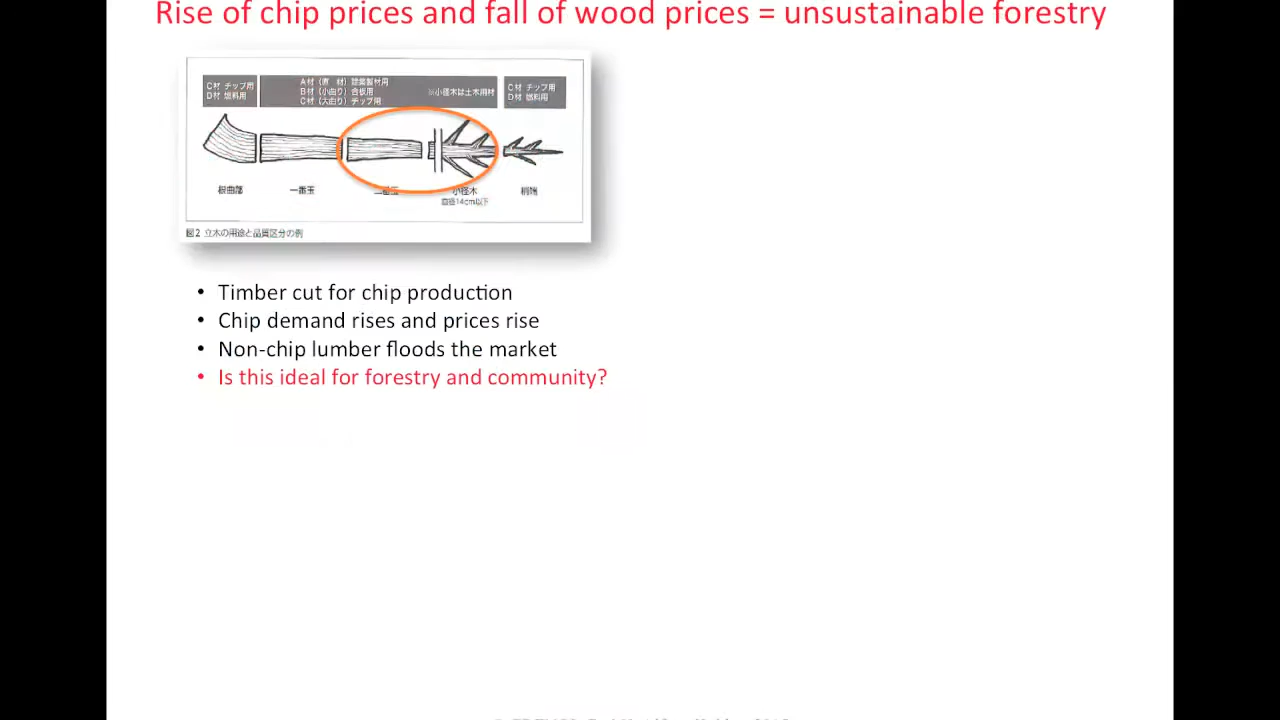 Rise of chip prices and fall of wood prices = unsustainable forestry
C材 チップ用
D材 燃料用
A材（直　材）製材用
B材（小曲り）合板用
C材（大曲り）チップ用
※小径木は土木用材
C材 チップ用
D材 燃料用
根曲落
一番玉
二番玉
小径木
直径14cm以下
梢端
図2 立木の用途と品質区分の例
• Timber cut for chip production
• Chip demand rises and prices rise
• Non-chip lumber floods the market
• Is this ideal for forestry and community?